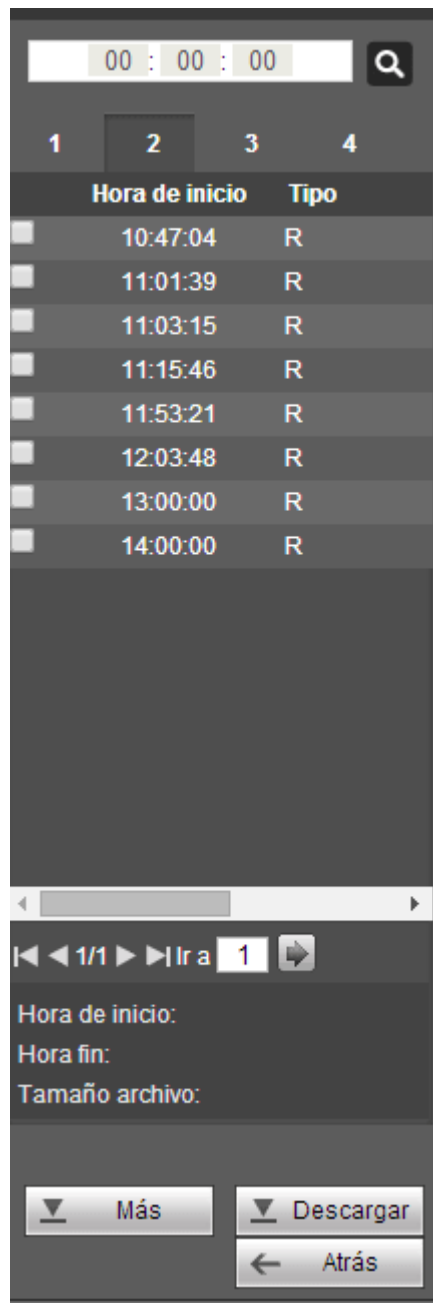 00 : 00 : 00
1 2 3 4
Hora de inicio Tipo
10:47:04 R
11:01:39 R
11:03:15 R
11:15:46 R
11:53:21 R
12:03:48 R
13:00:00 R
14:00:00 R
1/1 Ir a 1
Hora de inicio:
Hora fin:
Tamaño archivo:
Más Descargar
Atrás